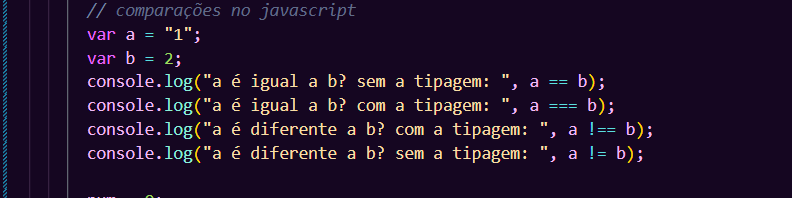 // comparações no javascript
var a = "1";
var b = 2;
console.log("a é igual a b? sem a tipagem: ", a == b);
console.log("a é igual a b? com a tipagem: ", a === b);
console.log("a é diferente a b? com a tipagem: ", a !== b);
console.log("a é diferente a b? sem a tipagem: ", a != b);